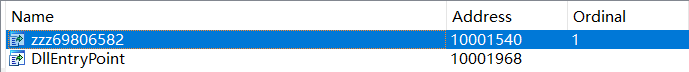 Name Address Ordinal
zzz69806582 10001540 1
DllEntryPoint 10001968